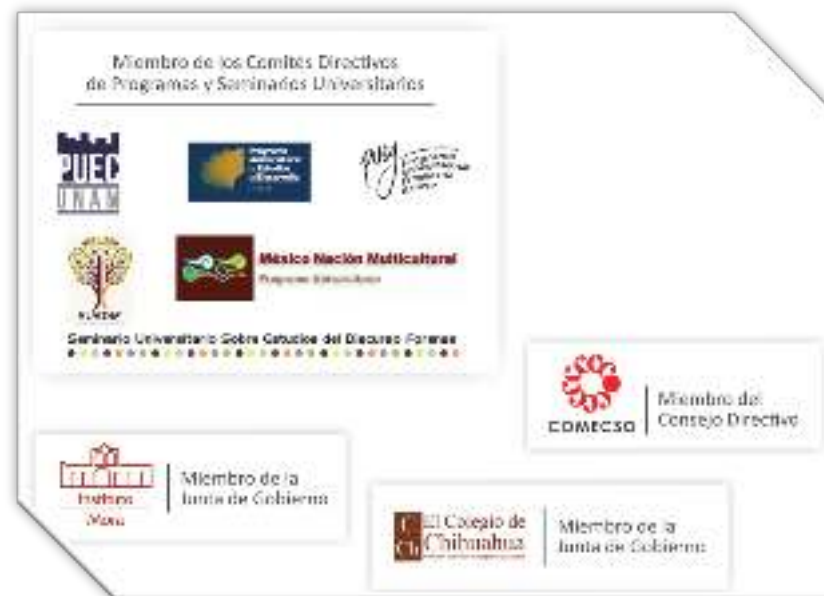 Miembro de los Comités Directivos
de Programas y Seminarios Universitarios
PUEC
UNAM
México Nación Multicultural
Programa Universitario
Seminario Universitario Sobre Estudios del Discurso Forense
COMECSO
Miembro del
Consejo Directivo
Instituto
Mora
Miembro de la
Junta de Gobierno
El Colegio de
Chihuahua
Miembro de la
Junta de Gobierno